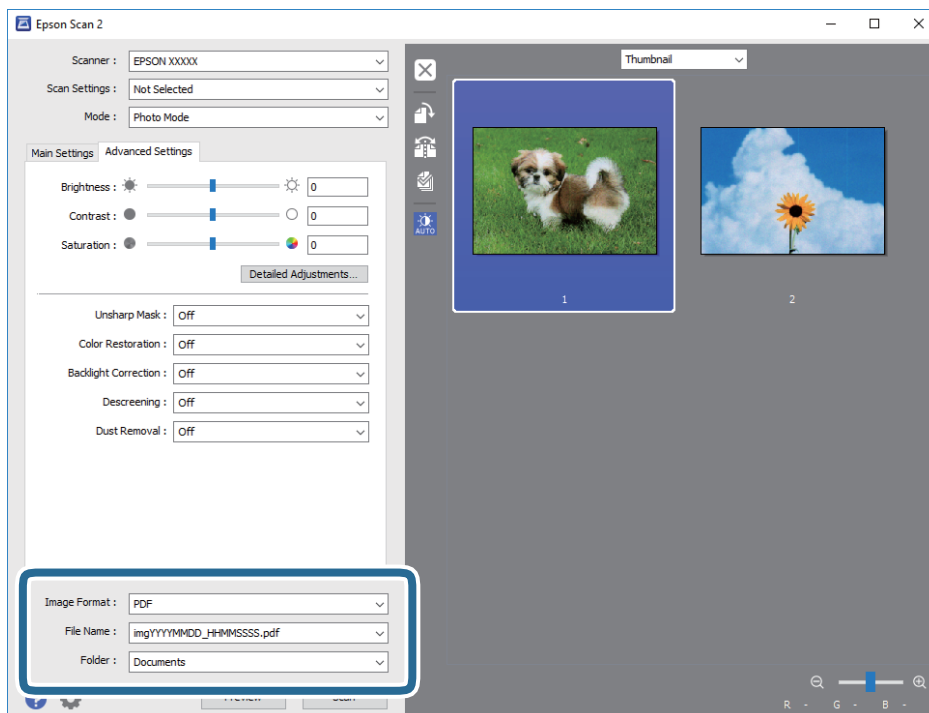 Epson Scan 2
Scanner : EPSON XXXXX
Scan Settings : Not Selected
Mode : Photo Mode
Main Settings Advanced Settings
Brightness : 0
Contrast : 0
Saturation : 0
Detailed Adjustments...
Unsharp Mask : Off
Color Restoration : Off
Backlight Correction : Off
Descreening : Off
Dust Removal : Off
Image Format : PDF
File Name : imgYYYYMMDD_HHMMSSSS.pdf
Folder : Documents
Preview Scan
Thumbnail
AUTO
1 2
R - G - B -